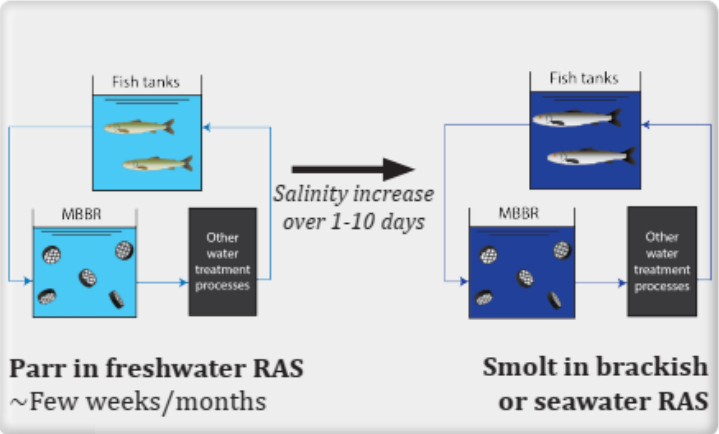 Fish tanks
MBBR
Other
water
treatment
processes
Parr in freshwater RAS
~Few weeks/months
Salinity increase
over 1-10 days
Fish tanks
MBBR
Other
water
treatment
processes
Smolt in brackish
or seawater RAS